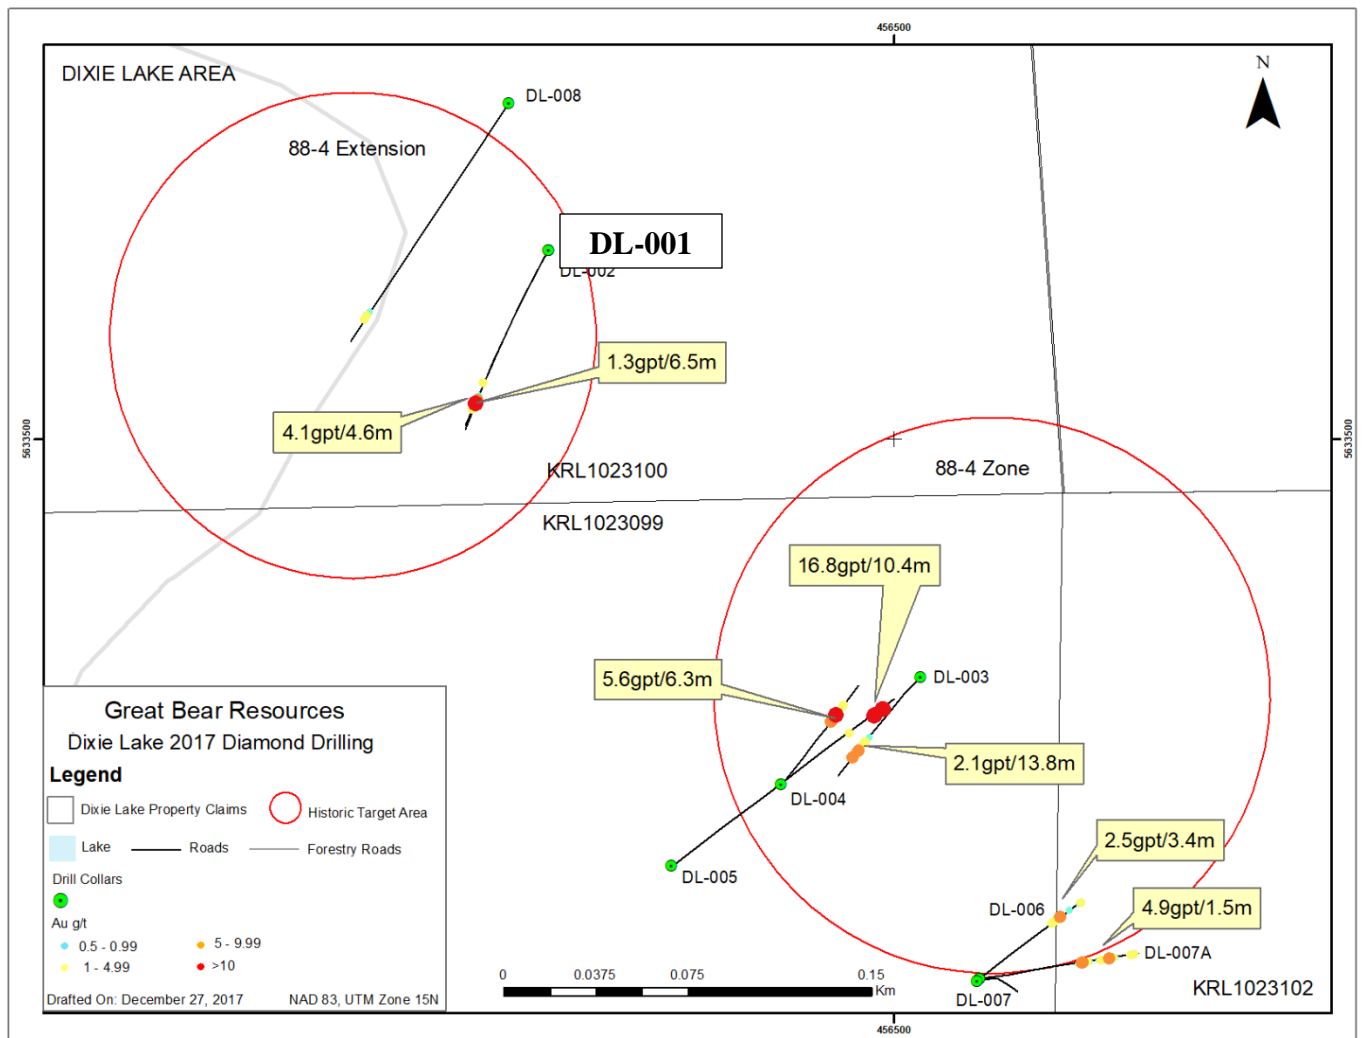 456500
DIXIE LAKE AREA
N
DL-008
88-4 Extension
DL-001
DL-002
1.3gpt/6.5m
4.1gpt/4.6m
5633500
5633500
88-4 Zone
KRL1023100
KRL1023099
16.8gpt/10.4m
5.6gpt/6.3m
DL-003
2.1gpt/13.8m
DL-004
DL-005
2.5gpt/3.4m
DL-006
4.9gpt/1.5m
DL-007A
DL-007
KRL1023102
Great Bear Resources
Dixie Lake 2017 Diamond Drilling
Legend
Dixie Lake Property Claims
Historic Target Area
Lake
Roads
Forestry Roads
Drill Collars
Au g/t
0.5 - 0.99
5 - 9.99
1 - 4.99
>10
Drafted On: December 27, 2017
NAD 83, UTM Zone 15N
0 0.0375 0.075 0.15
Km
456500